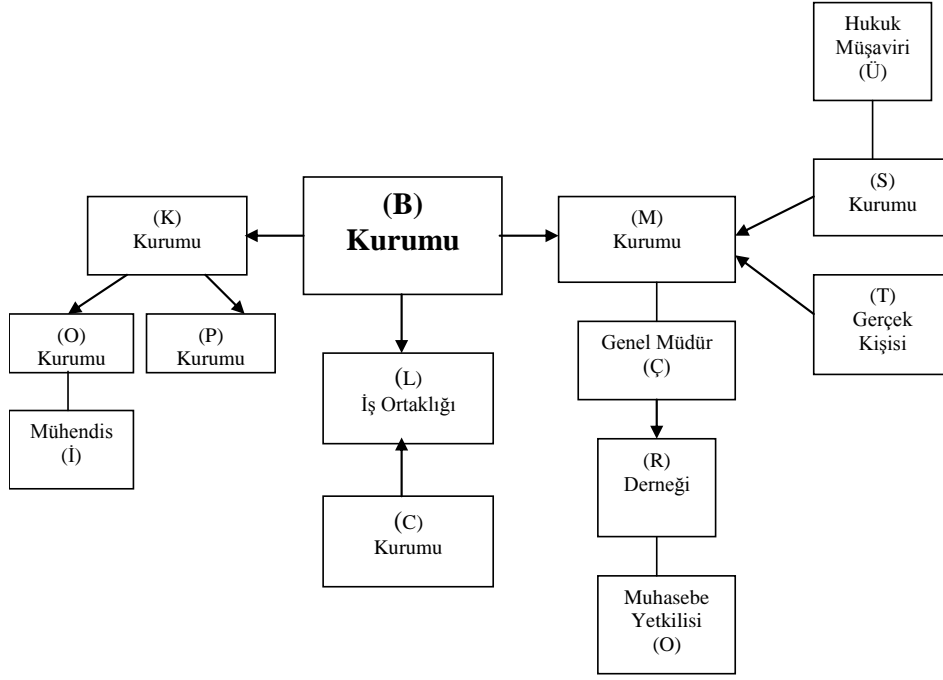 Hukuk
Müşaviri
(Ü)
(S)
Kurumu
(B)
Kurumu
(K)
Kurumu
(M)
Kurumu
(T)
Gerçek
Kişisi
(O)
Kurumu
(P)
Kurumu
Genel Müdür
(Ç)
(L)
İş Ortaklığı
Mühendis
(İ)
(R)
Derneği
(C)
Kurumu
Muhasebe
Yetkilisi
(O)